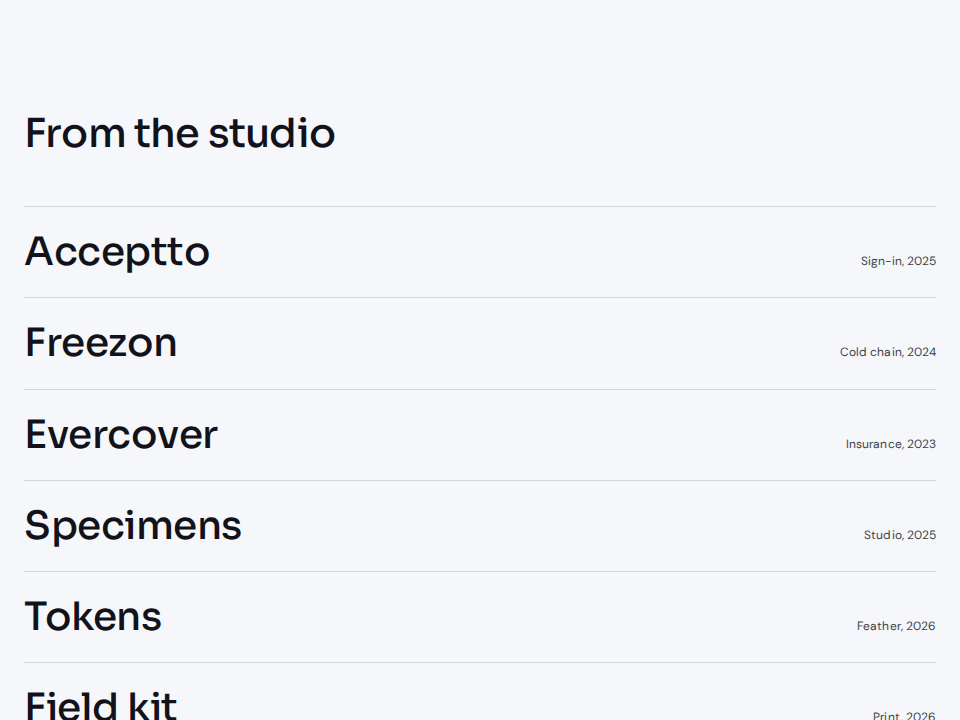 From the studio
Acceptto
Sign-in, 2025
Freezon
Cold chain, 2024
Evercover
Insurance, 2023
Specimens
Studio, 2025
Tokens
Feather, 2026
Field kit
Print, 2026